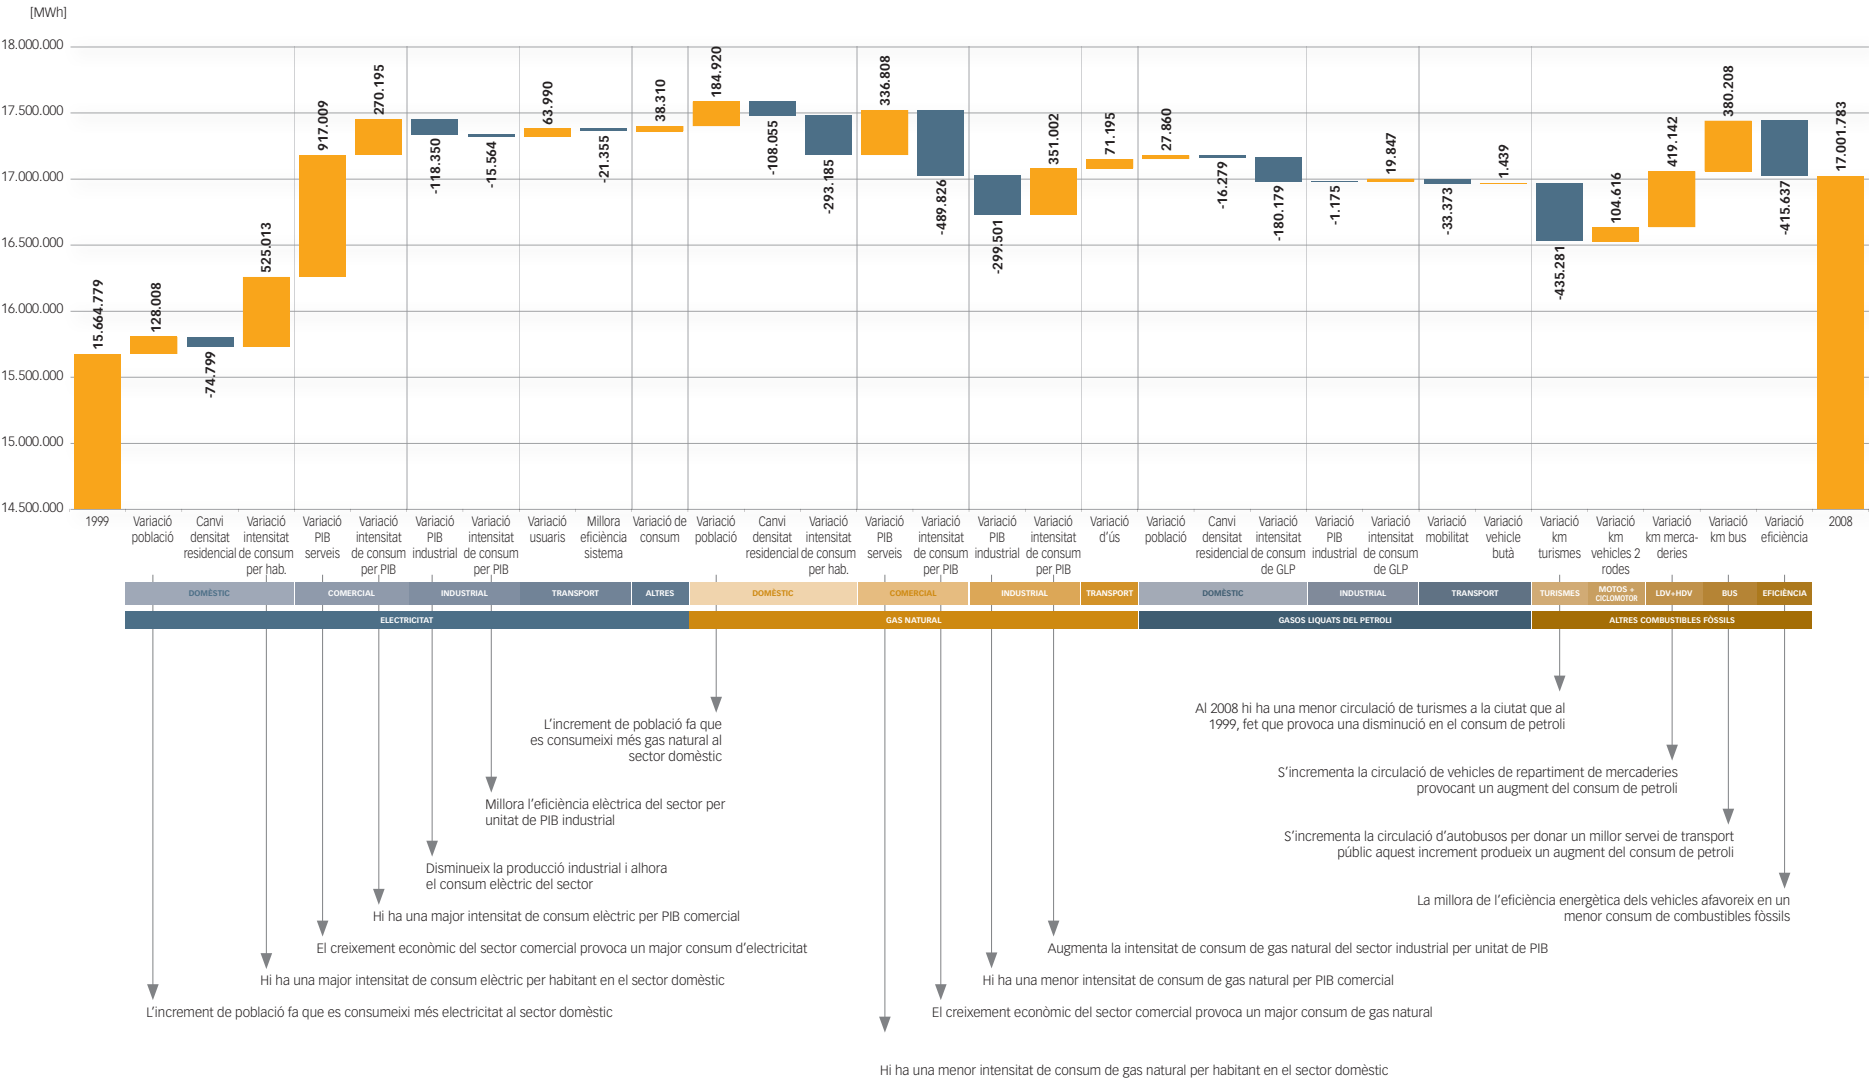 [MWh]
18.000.000
17.500.000
17.000.000
16.500.000
16.000.000
15.500.000
15.000.000
14.500.000
15.664.779
128.008
-74.799
525.013
917.009
270.195
-118.350
-15.564
63.990
-21.355
38.310
184.920
-108.055
-293.185
336.808
-489.826
-299.501
351.002
71.195
27.860
-16.279
-180.179
-1.175
19.847
-33.373
1.439
-435.281
104.616
419.142
380.208
-415.637
17.001.783
1999
Variació
població
Canvi
densitat
residencial
Variació
intensitat
de consum
per hab.
Variació
PIB
serveis
Variació
intensitat
de consum
per PIB
Variació
PIB
industrial
Variació
intensitat
de consum
per PIB
Variació
usuaris
Millora
eficiència
sistema
Variació de
consum
Variació
població
Canvi
densitat
residencial
Variació
intensitat
de consum
per hab.
Variació
PIB
serveis
Variació
intensitat
de consum
per PIB
Variació
PIB
industrial
Variació
intensitat
de consum
per PIB
Variació
d'ús
Variació
població
Canvi
densitat
residencial
Variació
intensitat
de consum
de GLP
Variació
PIB
industrial
Variació
intensitat
de consum
de GLP
Variació
mobilitat
Variació
vehicle
butà
Variació
km
turismes
Variació
km
vehicles 2
rodes
Variació
km merca-
deries
Variació
km bus
Variació
eficiència
2008
DOMÈSTIC
COMERCIAL
INDUSTRIAL
TRANSPORT
ALTRES
DOMÈSTIC
COMERCIAL
INDUSTRIAL
TRANSPORT
DOMÈSTIC
INDUSTRIAL
TRANSPORT
TURISMES
MOTOS +
CICLOMOTOR
LDV+HDV
BUS
EFICIÈNCIA
ELECTRICITAT
GAS NATURAL
GASOS LIQUATS DEL PETROLI
ALTRES COMBUSTIBLES FÒSSILS
L'increment de població fa que
es consumeixi més gas natural al
sector domèstic
Millora l'eficiència elèctrica del sector per
unitat de PIB industrial
Disminueix la producció industrial i alhora
el consum elèctric del sector
Hi ha una major intensitat de consum elèctric per PIB comercial
El creixement econòmic del sector comercial provoca un major consum d'electricitat
Hi ha una major intensitat de consum elèctric per habitant en el sector domèstic
L'increment de població fa que es consumeixi més electricitat al sector domèstic
Al 2008 hi ha una menor circulació de turismes a la ciutat que al
1999, fet que provoca una disminució en el consum de petroli
S'incrementa la circulació de vehicles de repartiment de mercaderies
provocant un augment del consum de petroli
S'incrementa la circulació d'autobusos per donar un millor servei de transport
públic aquest increment produeix un augment del consum de petroli
La millora de l'eficiència energètica dels vehicles afavoreix en un
menor consum de combustibles fòssils
Augmenta la intensitat de consum de gas natural del sector industrial per unitat de PIB
Hi ha una menor intensitat de consum de gas natural per PIB comercial
El creixement econòmic del sector comercial provoca un major consum de gas natural
Hi ha una menor intensitat de consum de gas natural per habitant en el sector domèstic